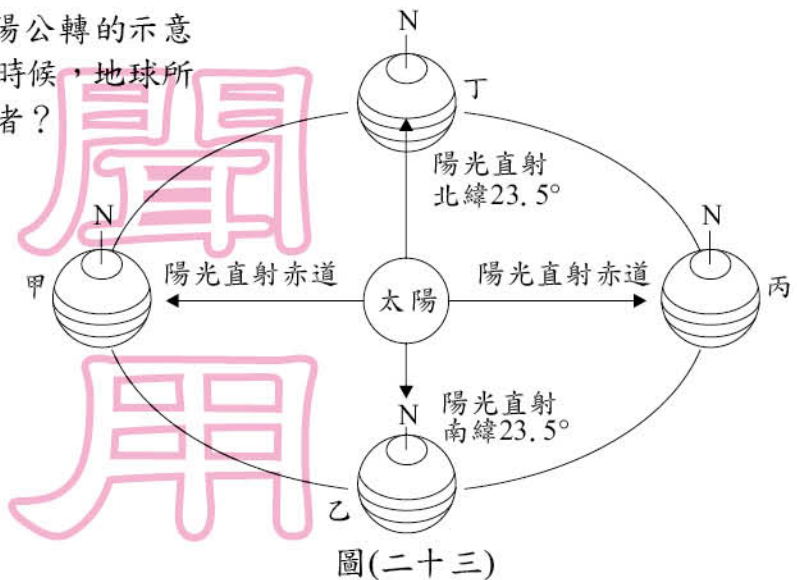 陽公轉的示意
時候，地球所
者？
N
丁
陽光直射
北緯23.5°
N
甲
陽光直射赤道
太陽
陽光直射赤道
N
丙
N
陽光直射
南緯23.5°
乙
圖(二十三)
聞
用